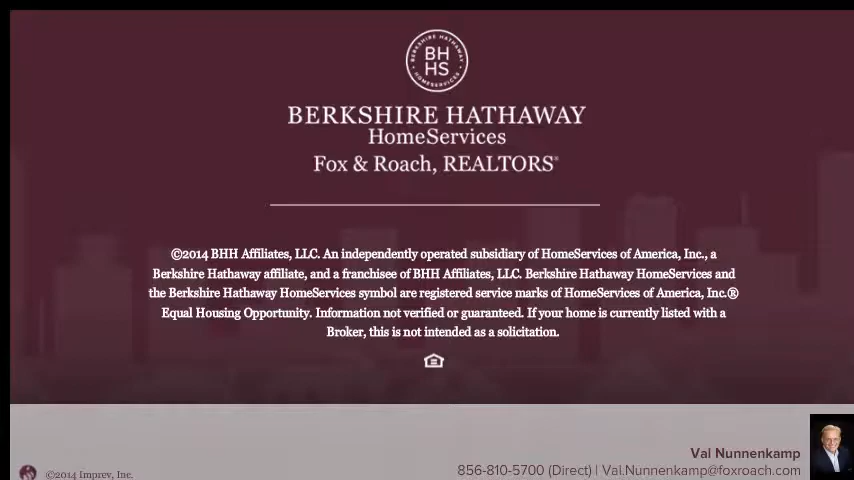 BERKSHIRE HATHAWAY
HOMESERVICES
BH
HS
BERKSHIRE HATHAWAY
HomeServices
Fox & Roach, REALTORS®
©2014 BHH Affiliates, LLC. An independently operated subsidiary of HomeServices of America, Inc., a
Berkshire Hathaway affiliate, and a franchisee of BHH Affiliates, LLC. Berkshire Hathaway HomeServices and
the Berkshire Hathaway HomeServices symbol are registered service marks of HomeServices of America, Inc.®
Equal Housing Opportunity. Information not verified or guaranteed. If your home is currently listed with a
Broker, this is not intended as a solicitation.
Val Nunnenkamp
856-810-5700 (Direct) | Val.Nunnenkamp@foxroach.com
©2014 Imprev, Inc.